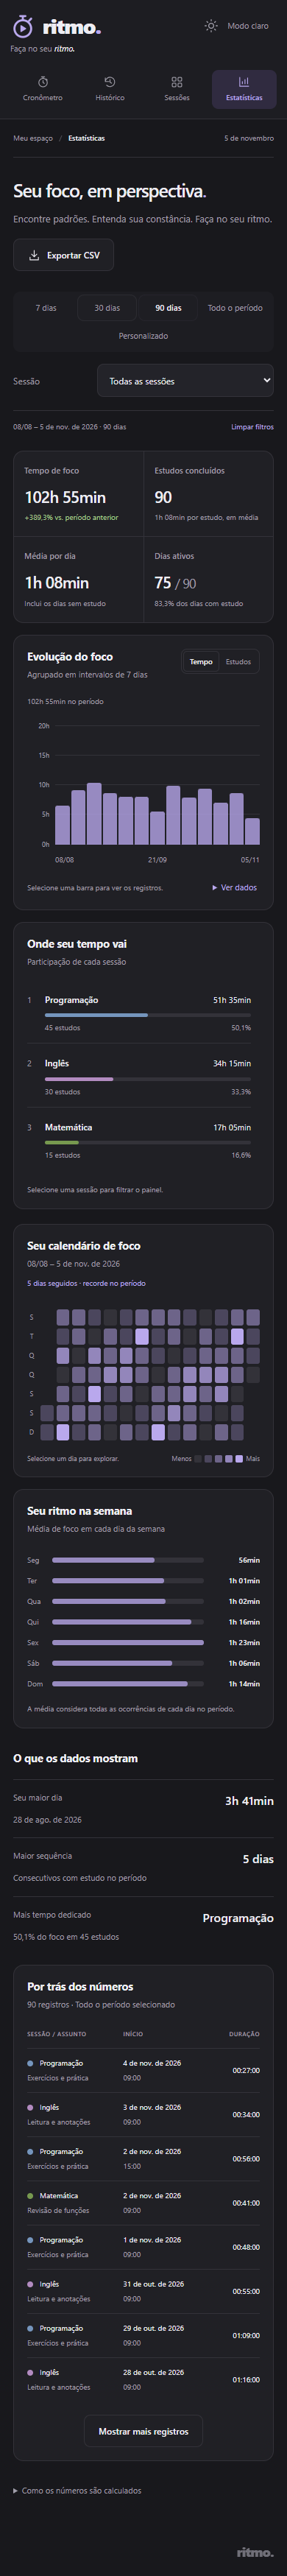 ritmo.
Modo claro
Faça no seu ritmo.
Cronômetro
Histórico
Sessões
Estatísticas
Meu espaço / Estatísticas
5 de novembro
Seu foco, em perspectiva.
Encontre padrões. Entenda sua constância. Faça no seu ritmo.
Exportar CSV
7 dias
30 dias
90 dias
Todo o período
Personalizado
Sessão
Todas as sessões
08/08 – 5 de nov. de 2026 · 90 dias
Limpar filtros
Tempo de foco
102h 55min
+389,3% vs. período anterior
Estudos concluídos
90
1h 08min por estudo, em média
Média por dia
1h 08min
Inclui os dias sem estudo
Dias ativos
75 / 90
83,3% dos dias com estudo
Evolução do foco
Agrupado em intervalos de 7 dias
Tempo
Estudos
102h 55min no período
20h
15h
10h
5h
0h
08/08
21/09
05/11
Selecione uma barra para ver os registros.
▶ Ver dados
Onde seu tempo vai
Participação de cada sessão
1 Programação 51h 35min
45 estudos 50,1%
2 Inglês 34h 15min
30 estudos 33,3%
3 Matemática 17h 05min
15 estudos 16,6%
Selecione uma sessão para filtrar o painel.
Seu calendário de foco
08/08 – 5 de nov. de 2026
5 dias seguidos · recorde no período
S
T
Q
Q
S
S
D
Selecione um dia para explorar.
Menos
Mais
Seu ritmo na semana
Média de foco em cada dia da semana
Seg 56min
Ter 1h 01min
Qua 1h 02min
Qui 1h 16min
Sex 1h 23min
Sáb 1h 06min
Dom 1h 14min
A média considera todas as ocorrências de cada dia no período.
O que os dados mostram
Seu maior dia
3h 41min
28 de ago. de 2026
Maior sequência
5 dias
Consecutivos com estudo no período
Mais tempo dedicado
Programação
50,1% do foco em 45 estudos
Por trás dos números
90 registros · Todo o período selecionado
SESSÃO / ASSUNTO INÍCIO DURAÇÃO
Programação 4 de nov. de 2026 00:27:00
Exercícios e prática 09:00
Inglês 3 de nov. de 2026 00:34:00
Leitura e anotações 09:00
Programação 2 de nov. de 2026 00:56:00
Exercícios e prática 15:00
Matemática 2 de nov. de 2026 00:41:00
Revisão de funções 09:00
Programação 1 de nov. de 2026 00:48:00
Exercícios e prática 09:00
Inglês 31 de out. de 2026 00:55:00
Leitura e anotações 09:00
Programação 29 de out. de 2026 01:09:00
Exercícios e prática 09:00
Inglês 28 de out. de 2026 01:16:00
Leitura e anotações 09:00
Mostrar mais registros
▶ Como os números são calculados
ritmo.